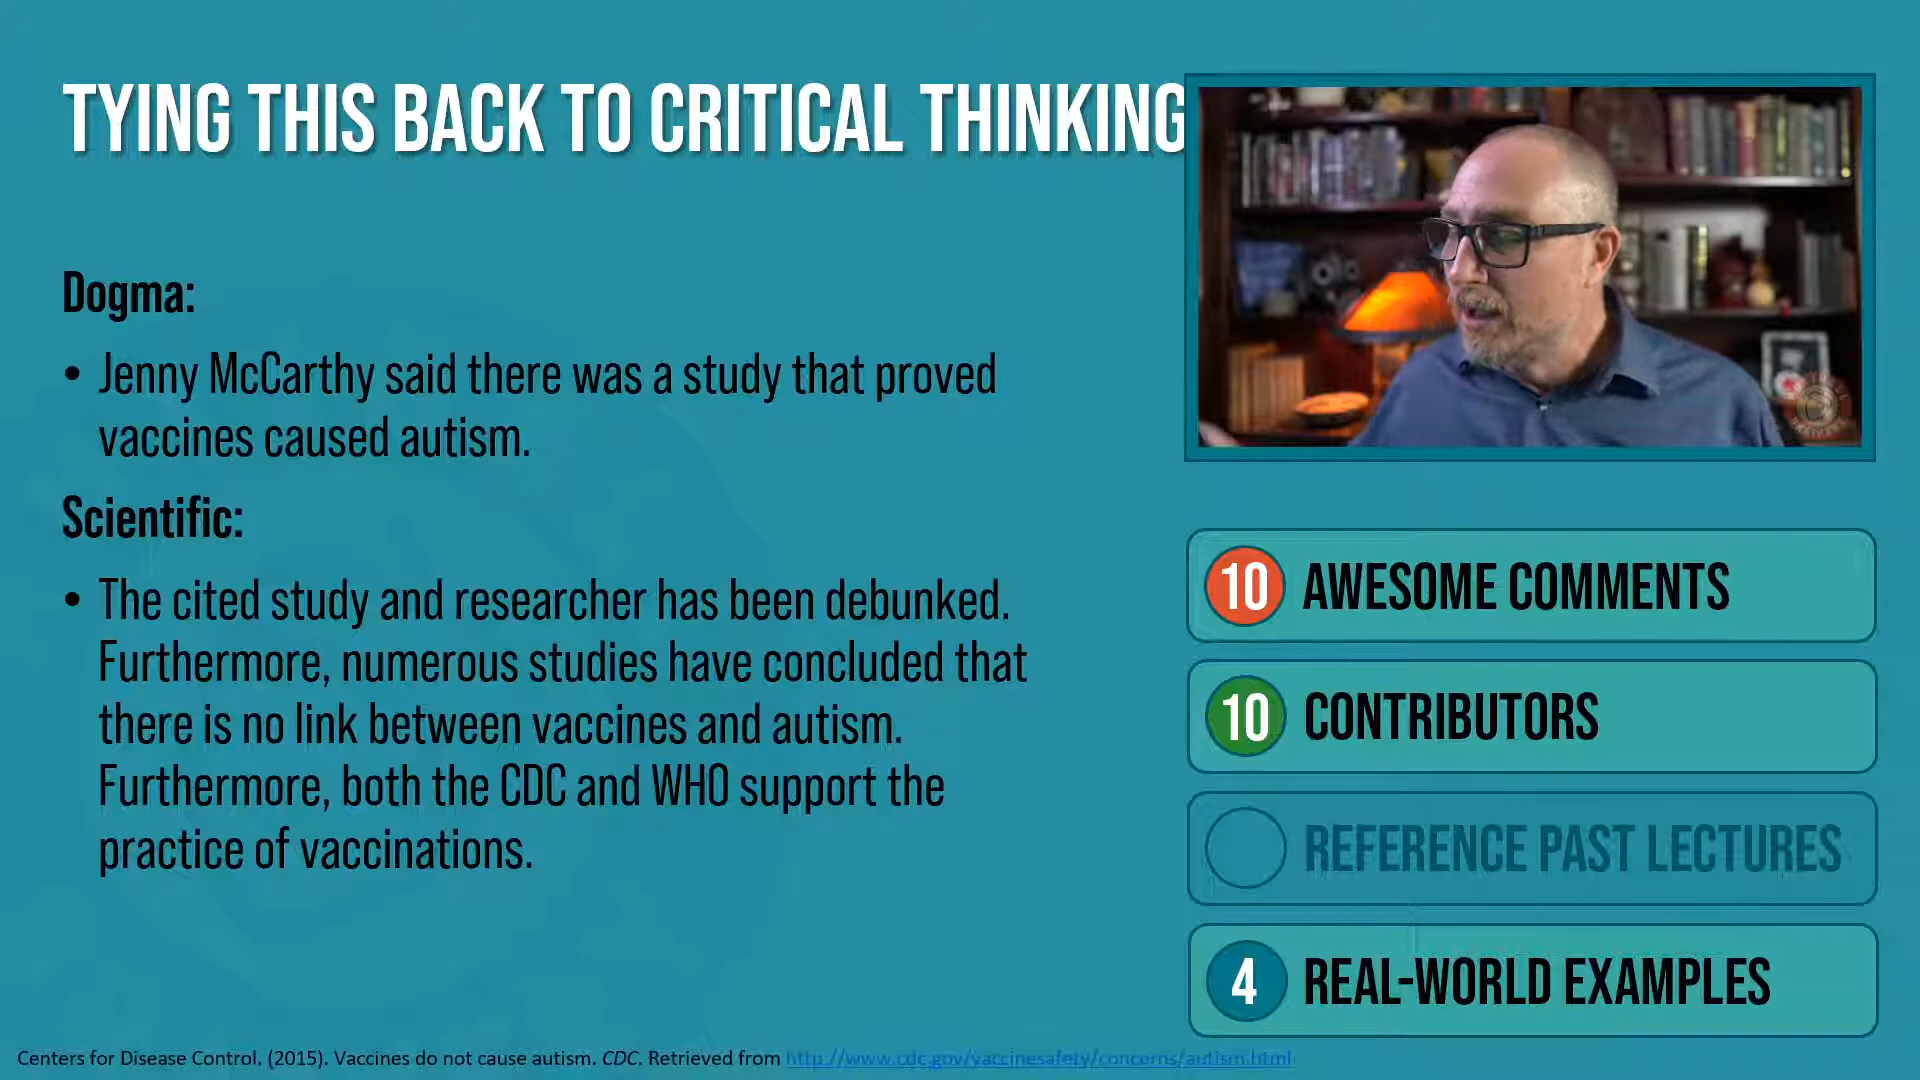 TYING THIS BACK TO CRITICAL THINKING
Dogma:
• Jenny McCarthy said there was a study that proved
vaccines caused autism.
Scientific:
• The cited study and researcher has been debunked.
Furthermore, numerous studies have concluded that
there is no link between vaccines and autism.
Furthermore, both the CDC and WHO support the
practice of vaccinations.
10 AWESOME COMMENTS
10 CONTRIBUTORS
REFERENCE PAST LECTURES
4 REAL-WORLD EXAMPLES
Centers for Disease Control, (2015). Vaccines do not cause autism. CDC. Retrieved from http://www.cdc.gov/vaccinesafety/concerns/autism.html